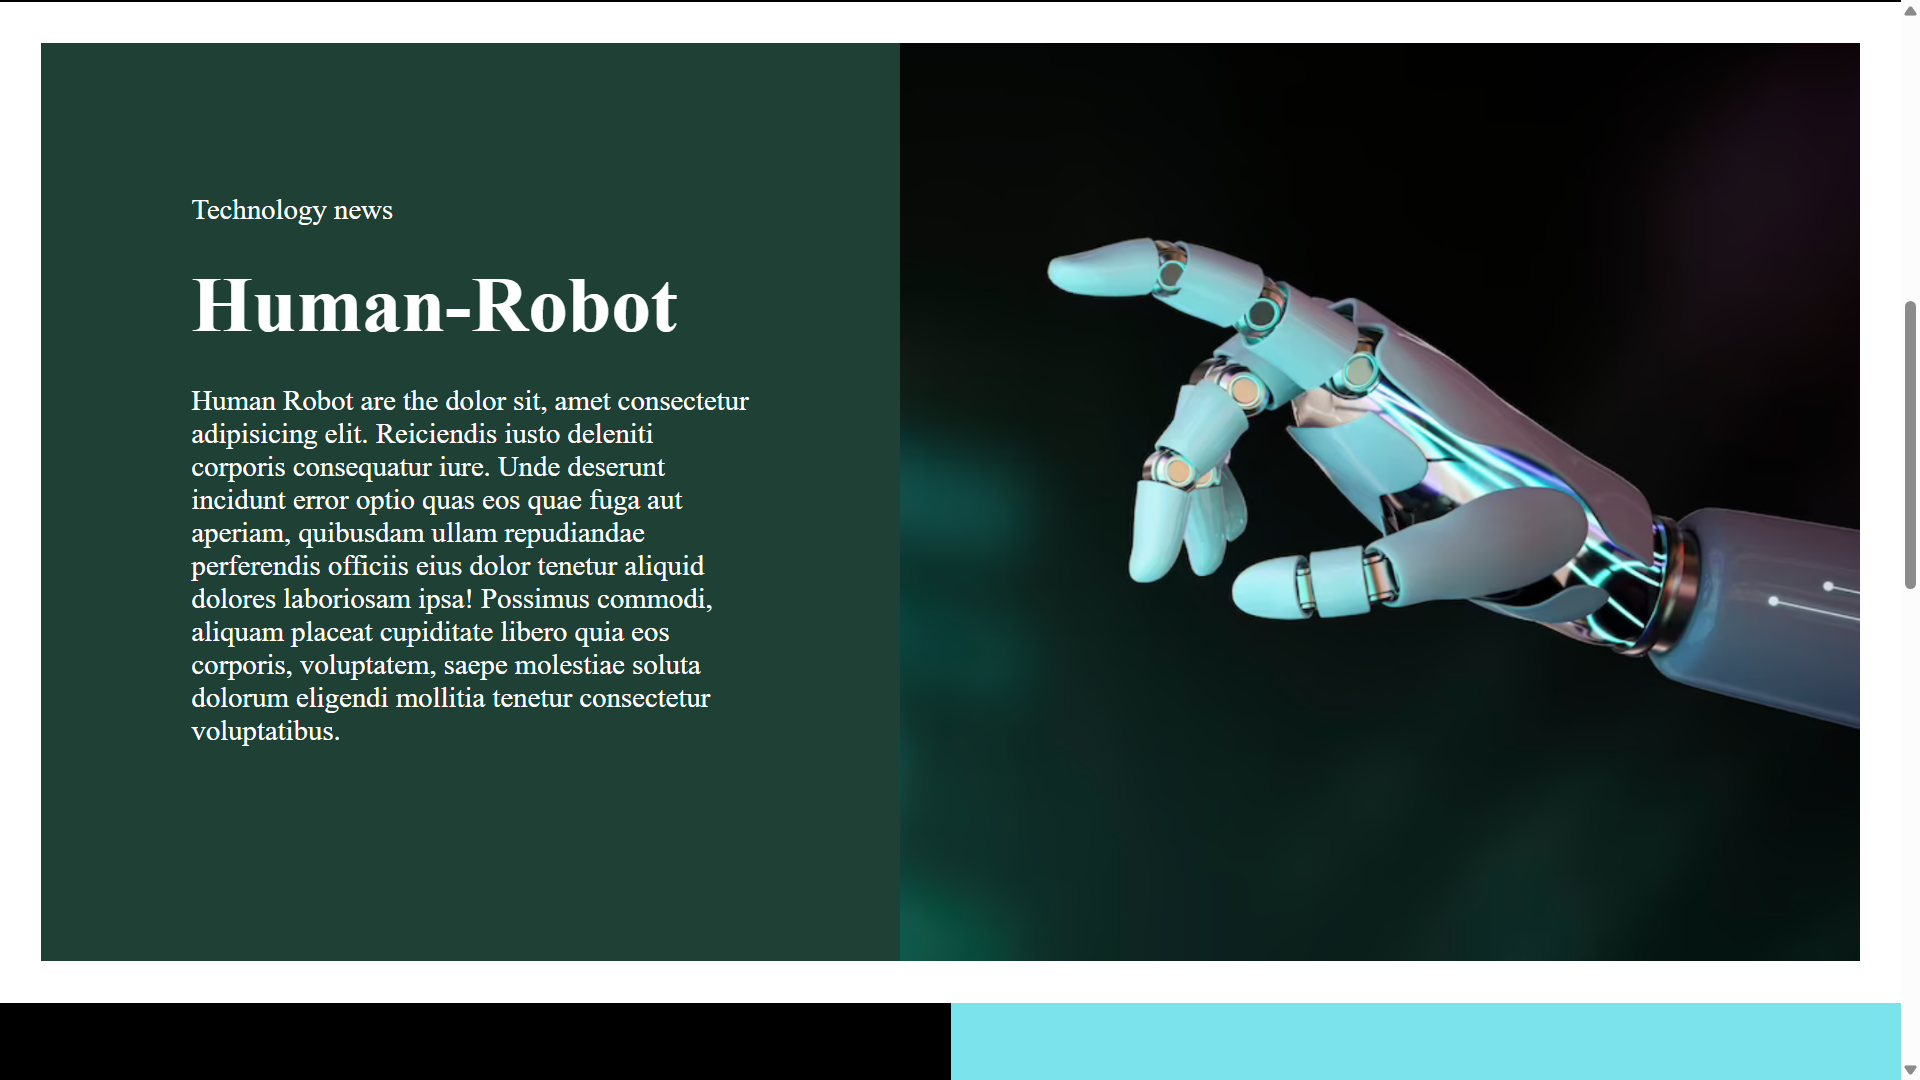 Technology news
Human-Robot
Human Robot are the dolor sit, amet consectetur
adipisicing elit. Reiciendis iusto deleniti
corporis consequatur iure. Unde deserunt
incidunt error optio quas eos quae fuga aut
aperiam, quibusdam ullam repudiandae
perferendis officiis eius dolor tenetur aliquid
dolores laboriosam ipsa! Possimus commodi,
aliquam placeat cupiditate libero quia eos
corporis, voluptatem, saepe molestiae soluta
dolorum eligendi mollitia tenetur consectetur
voluptatibus.